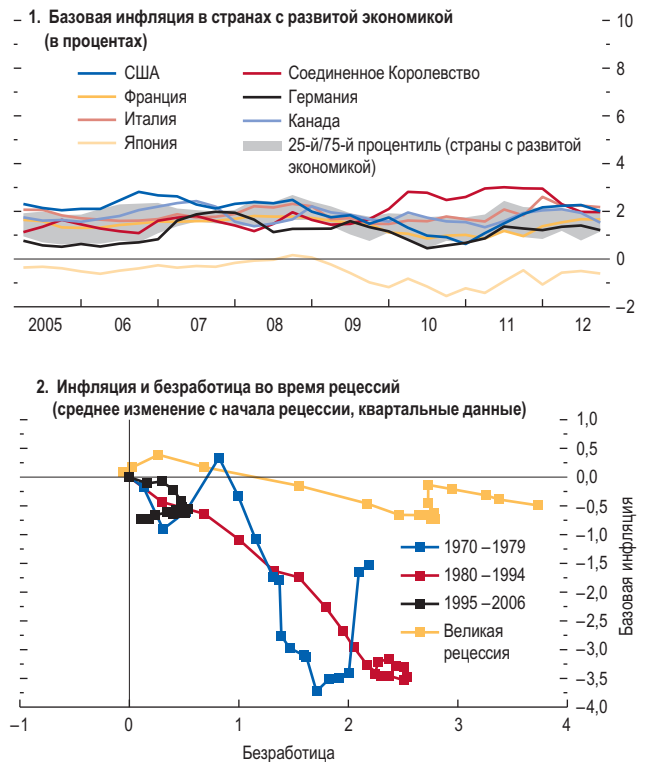 1. Базовая инфляция в странах с развитой экономикой
(в процентах)
США
Франция
Италия
Япония
Соединенное Королевство
Германия
Канада
25-й/75-й процентиль (страны с развитой
экономикой)
10
8
6
4
2
0
–2
2005 06 07 08 09 10 11 12
2. Инфляция и безработица во время рецессий
(среднее изменение с начала рецессии, квартальные данные)
1,0
0,5
0,0
–0,5
–1,0
–1,5
–2,0
–2,5
–3,0
–3,5
–4,0
Базовая инфляция
1970 –1979
1980 –1994
1995 –2006
Великая
рецессия
–1 0 1 2 3 4
Безработица